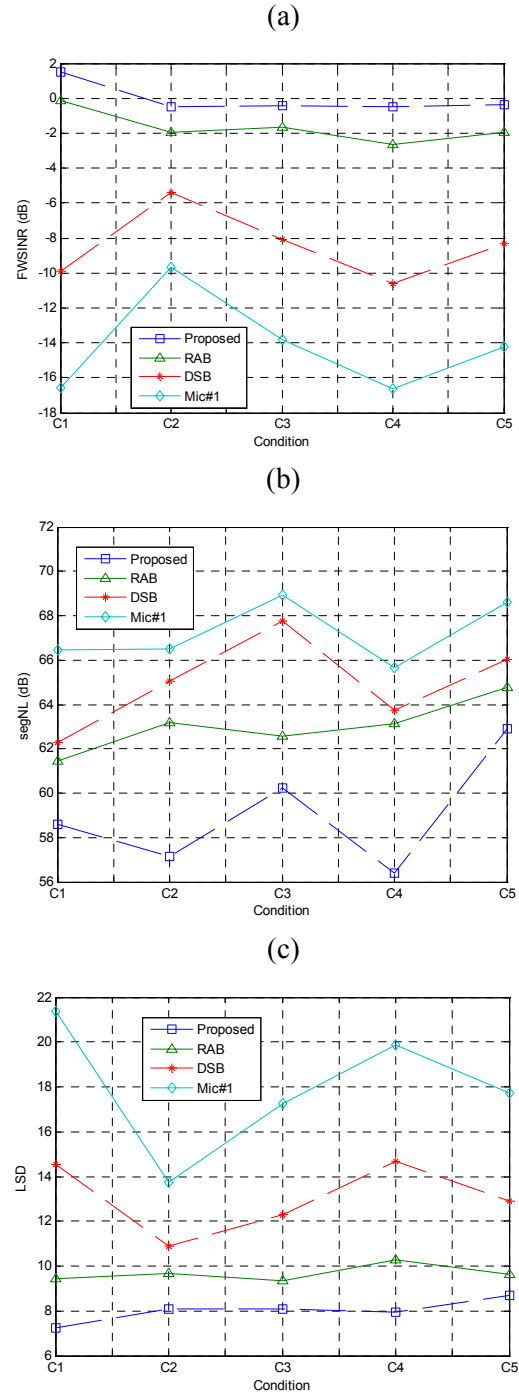 (a)
2
0
-2
-4
-6
-8
-10
-12
-14
-16
-18
FWSINR (dB)
Proposed
RAB
DSB
Mic#1
C1 C2 C3 C4 C5
Condition
(b)
72
70
68
66
64
62
60
58
56
segNL (dB)
Proposed
RAB
DSB
Mic#1
C1 C2 C3 C4 C5
Condition
(c)
22
20
18
16
14
12
10
8
6
LSD
Proposed
RAB
DSB
Mic#1
C1 C2 C3 C4 C5
Condition